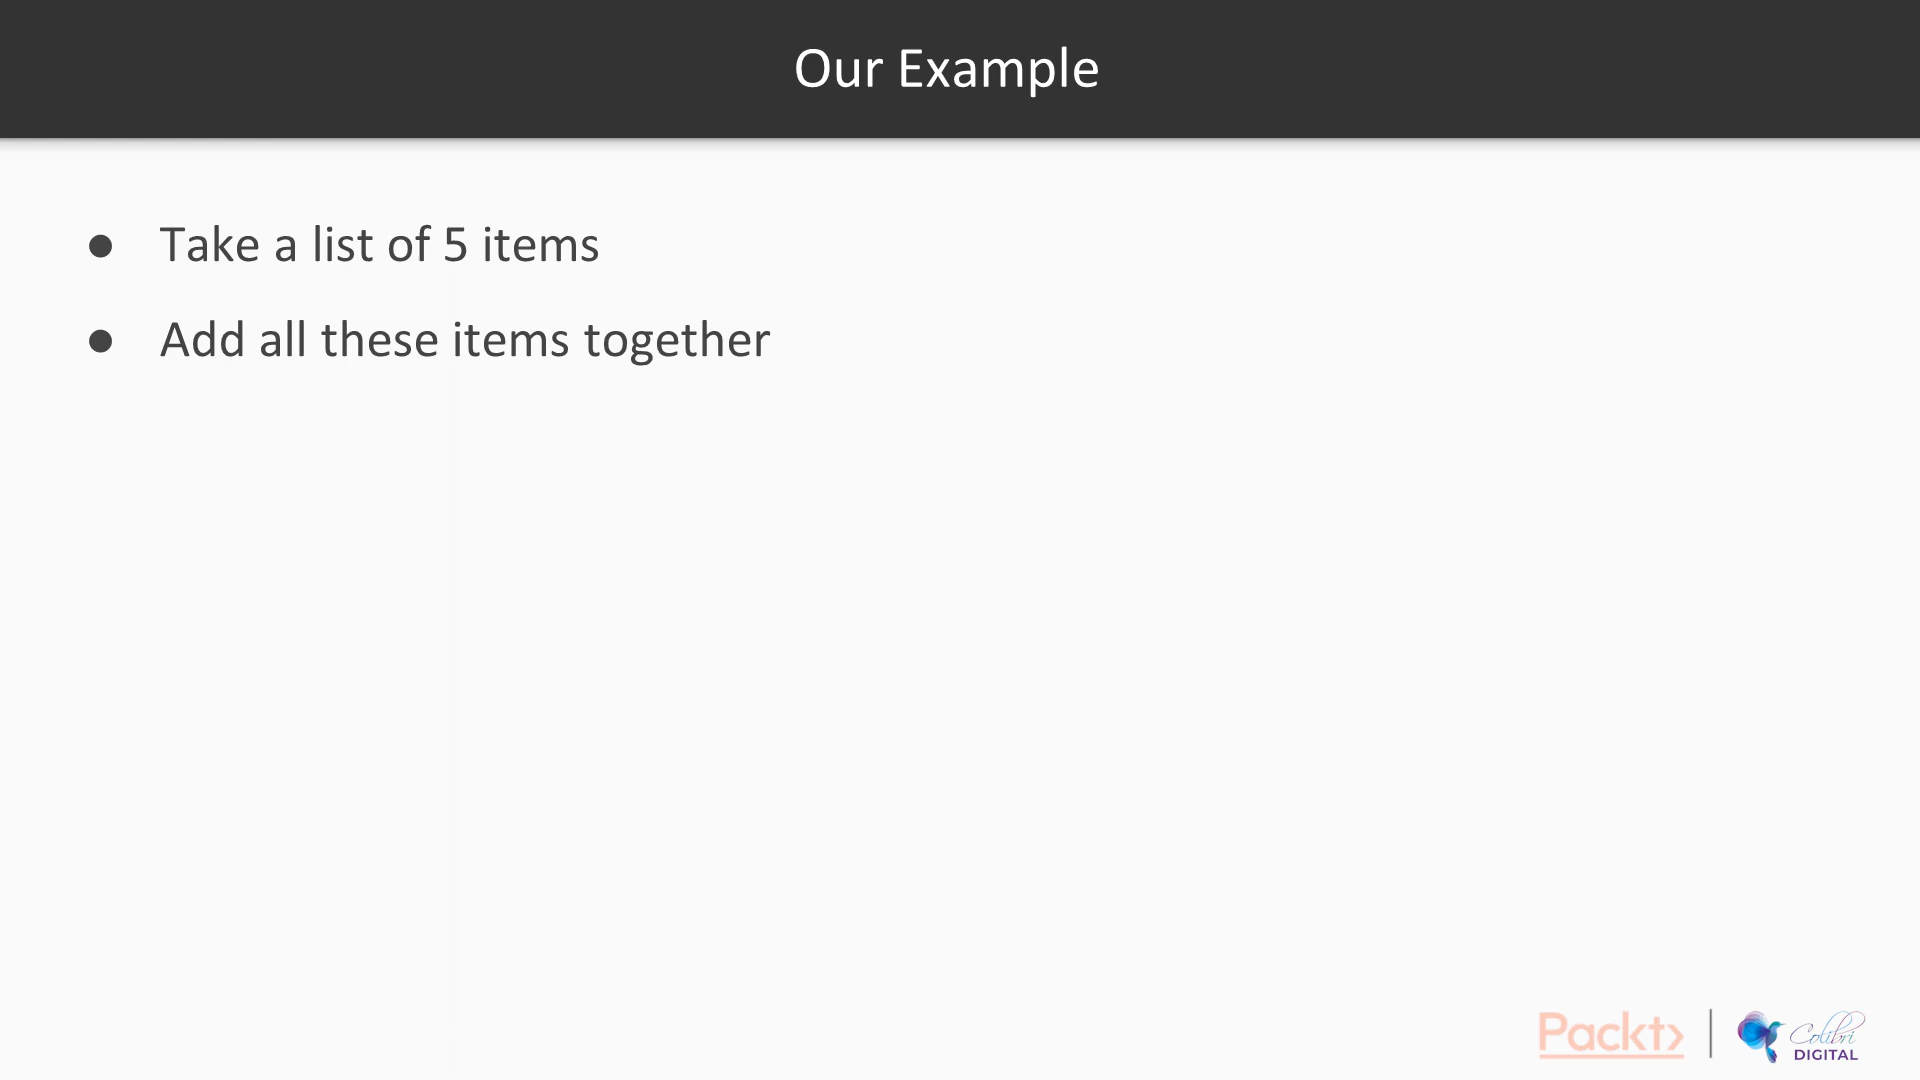 Our Example
● Take a list of 5 items
● Add all these items together
Packt>
Colibri
DIGITAL